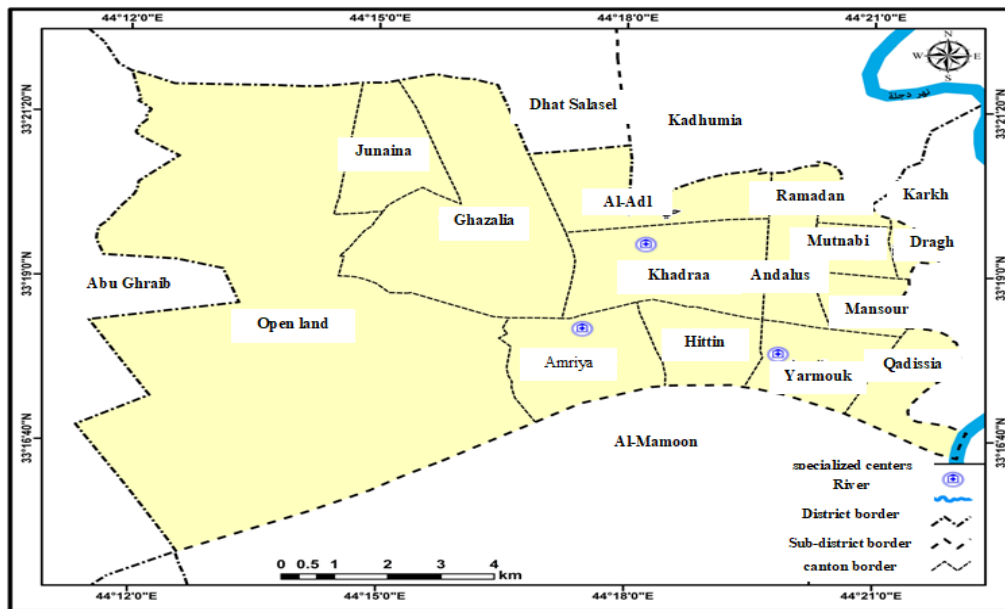 44°12'0"E 44°15'0"E 44°18'0"E 44°21'0"E
N
W E
S
نهر دجلة
33°21'20"N 33°21'20"N
Dhat Salasel
Kadhumia
Junaina
Al-Adl Ramadan Karkh
Ghazalia
Mutnabi Dragh
33°19'0"N 33°19'0"N
Abu Ghraib Khadraa Andalus
Mansour
Open land
Hittin
Amriya Yarmouk Qadissia
33°16'40"N 33°16'40"N
Al-Mamoon
specialized centers
River
District border
Sub-district border
canton border
0 0.5 1 2 3 4
km
44°12'0"E 44°15'0"E 44°18'0"E 44°21'0"E